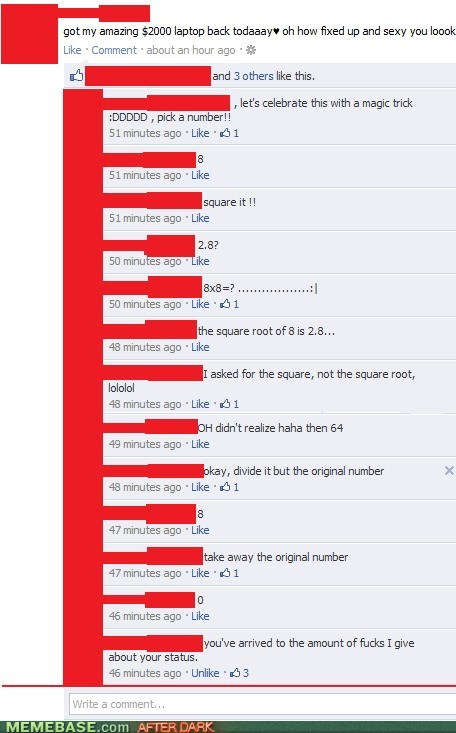 got my amazing $2000 laptop back todaaay♥ oh how fixed up and sexy you loook
Like · Comment · about an hour ago ·
and 3 others like this.
, let's celebrate this with a magic trick
:DDDDD , pick a number!!
51 minutes ago · Like · 1
8
51 minutes ago · Like
square it !!
51 minutes ago · Like
2.8?
50 minutes ago · Like
8x8=? ..................:|
50 minutes ago · Like · 1
the square root of 8 is 2.8...
48 minutes ago · Like
I asked for the square, not the square root,
lololol
48 minutes ago · Like · 1
OH didn't realize haha then 64
49 minutes ago · Like
okay, divide it but the original number
48 minutes ago · Like · 1
8
47 minutes ago · Like
take away the original number
47 minutes ago · Like · 1
0
46 minutes ago · Like
you've arrived to the amount of fucks I give
about your status.
46 minutes ago · Unlike · 3
Write a comment...
MEMEBASE.com AFTER DARK